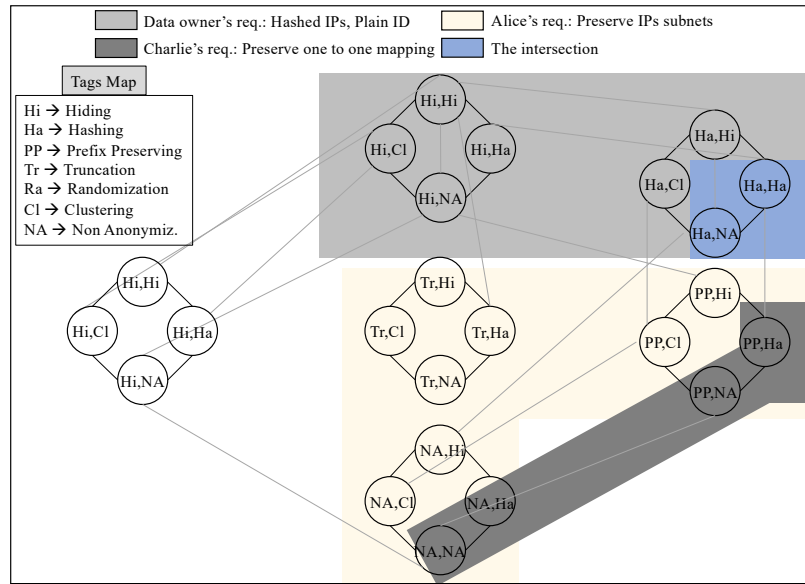 Data owner's req.: Hashed IPs, Plain ID
Alice's req.: Preserve IPs subnets
Charlie's req.: Preserve one to one mapping
The intersection
Tags Map
Hi → Hiding
Ha → Hashing
PP → Prefix Preserving
Tr → Truncation
Ra → Randomization
Cl → Clustering
NA → Non Anonymiz.
Hi,Hi
Hi,Cl
Hi,Ha
Hi,NA
Ha,Hi
Ha,Cl
Ha,Ha
Ha,NA
Hi,Hi
Hi,Cl
Hi,Ha
Hi,NA
Tr,Hi
Tr,Cl
Tr,Ha
Tr,NA
PP,Hi
PP,Cl
PP,Ha
PP,NA
NA,Hi
NA,Cl
NA,Ha
NA,NA